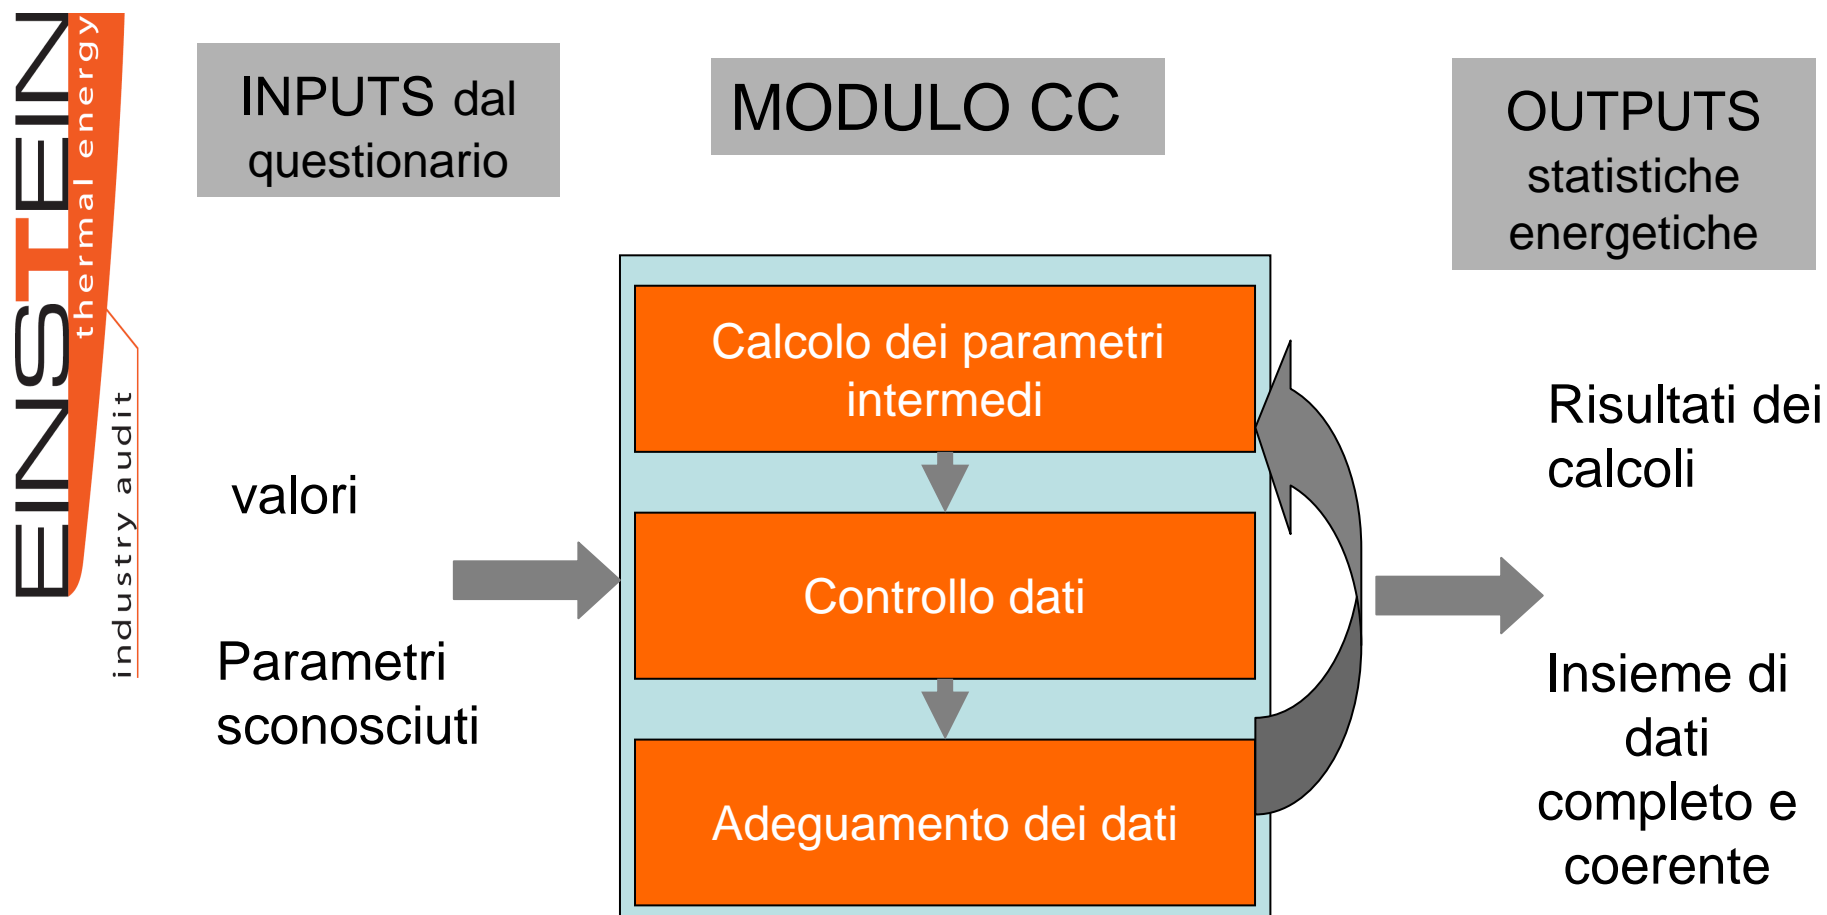 EINSTEIN
thermal energy
industry audit
INPUTS dal
questionario
MODULO CC
OUTPUTS
statistiche
energetiche
valori
Parametri
sconosciuti
Calcolo dei parametri
intermedi
Controllo dati
Adeguamento dei dati
Risultati dei
calcoli
Insieme di
dati
completo e
coerente